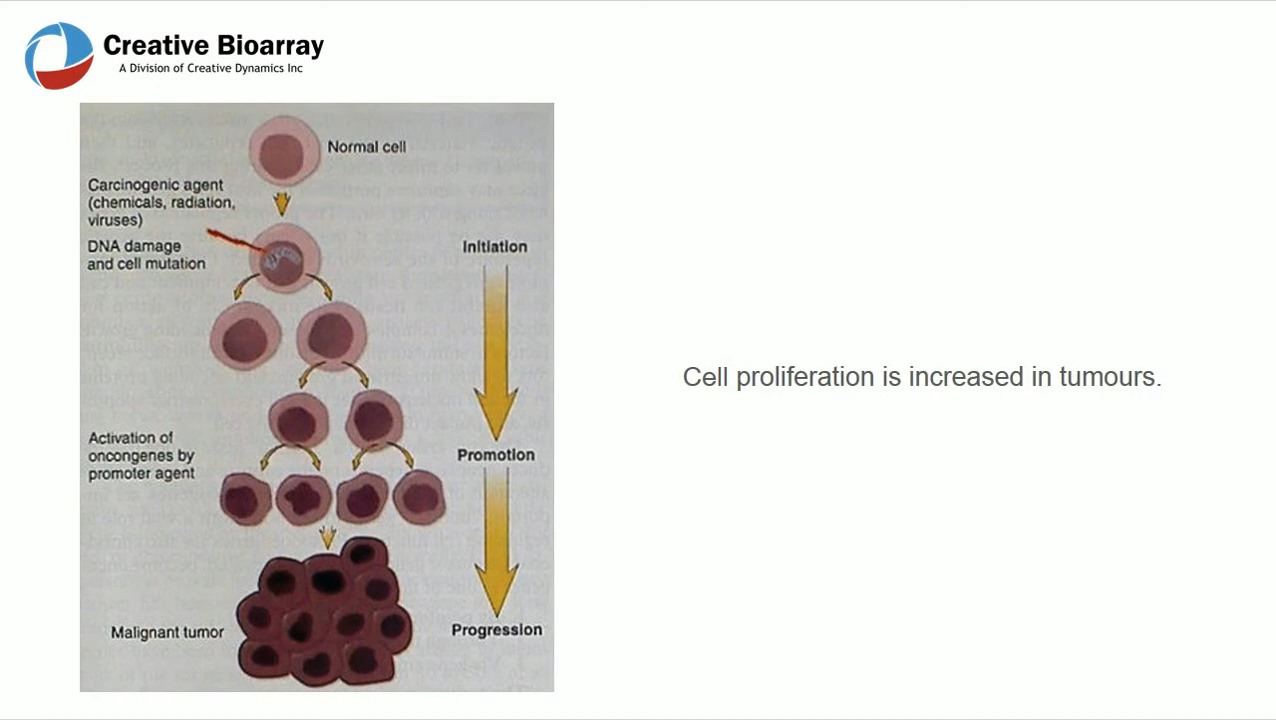 Creative Bioarray
A Division of Creative Dynamics Inc
Normal cell
Carcinogenic agent
(chemicals, radiation,
viruses)
DNA damage
and cell mutation
Initiation
Activation of
oncogenes by
promoter agent
Promotion
Malignant tumor
Progression
Cell proliferation is increased in tumours.